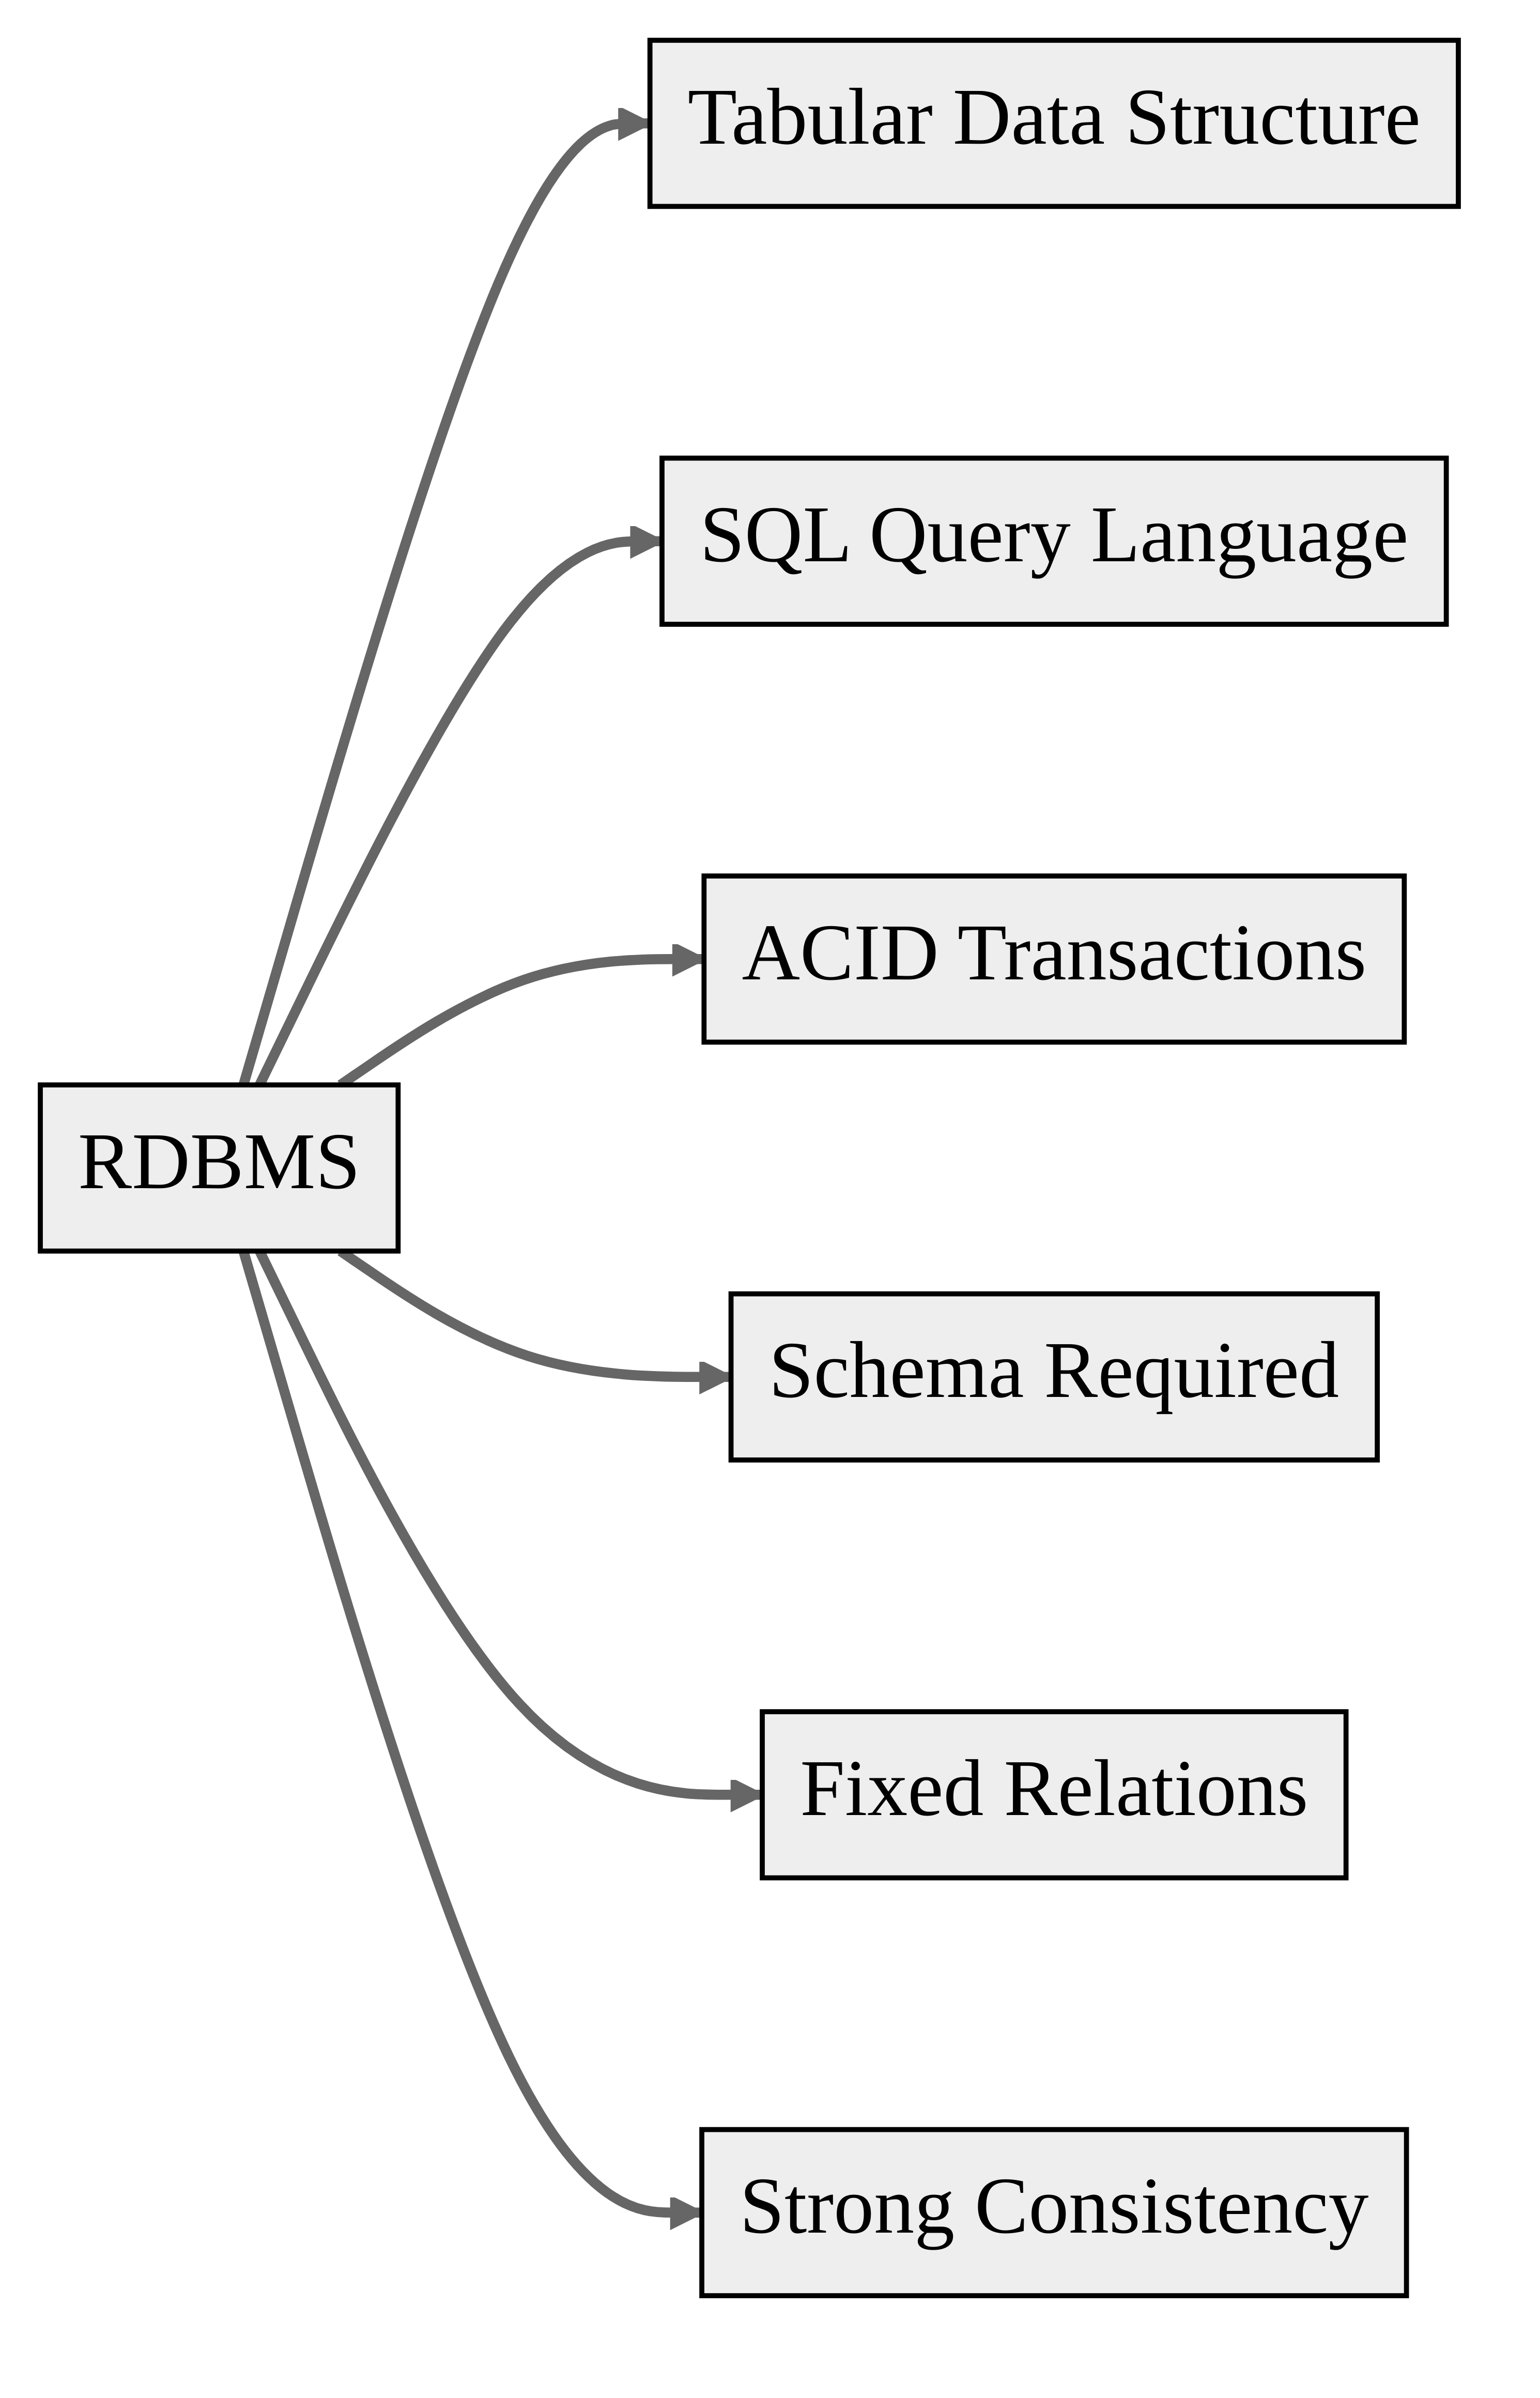 Tabular Data Structure
SQL Query Language
ACID Transactions
RDBMS
Schema Required
Fixed Relations
Strong Consistency